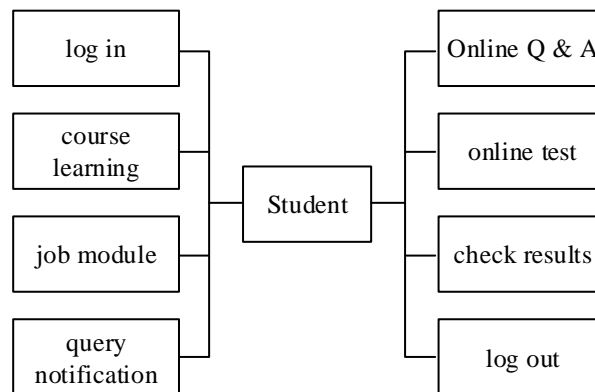 log in
course
learning
job module
query
notification
Student
Online Q & A
online test
check results
log out